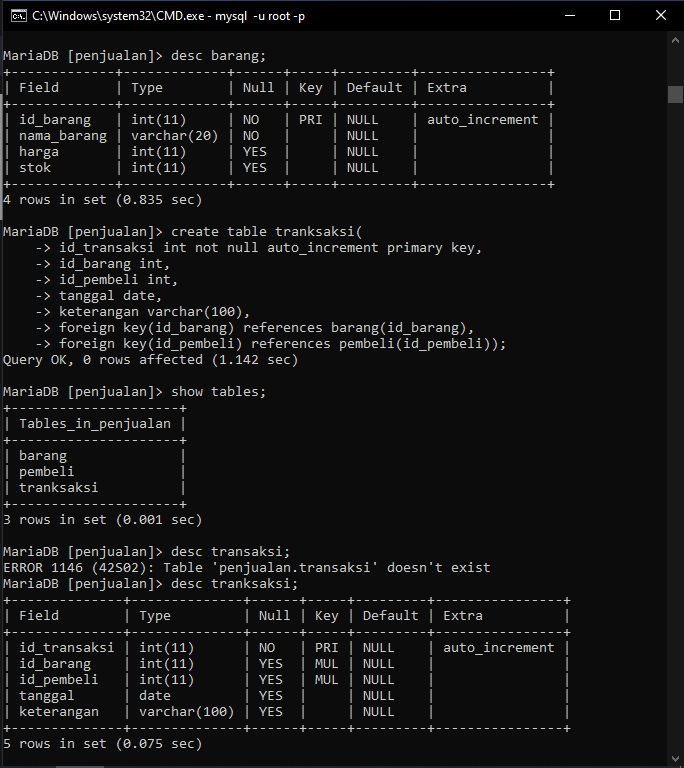 C:\Windows\system32\CMD.exe - mysql  -u root -p
MariaDB [penjualan]> desc barang;
+-------------+-------------+------+-----+---------+----------------+
| Field       | Type        | Null | Key | Default | Extra          |
+-------------+-------------+------+-----+---------+----------------+
| id_barang   | int(11)     | NO   | PRI | NULL    | auto_increment |
| nama_barang | varchar(20) | NO   |     | NULL    |                |
| harga       | int(11)     | YES  |     | NULL    |                |
| stok        | int(11)     | YES  |     | NULL    |                |
+-------------+-------------+------+-----+---------+----------------+
4 rows in set (0.835 sec)
MariaDB [penjualan]> create table tranksaksi(
    -> id_transaksi int not null auto_increment primary key,
    -> id_barang int,
    -> id_pembeli int,
    -> tanggal date,
    -> keterangan varchar(100),
    -> foreign key(id_barang) references barang(id_barang),
    -> foreign key(id_pembeli) references pembeli(id_pembeli));
Query OK, 0 rows affected (1.142 sec)
MariaDB [penjualan]> show tables;
+---------------------+
| Tables_in_penjualan |
+---------------------+
| barang              |
| pembeli             |
| tranksaksi          |
+---------------------+
3 rows in set (0.001 sec)
MariaDB [penjualan]> desc transaksi;
ERROR 1146 (42S02): Table 'penjualan.transaksi' doesn't exist
MariaDB [penjualan]> desc tranksaksi;
+--------------+--------------+------+-----+---------+----------------+
| Field        | Type         | Null | Key | Default | Extra          |
+--------------+--------------+------+-----+---------+----------------+
| id_transaksi | int(11)      | NO   | PRI | NULL    | auto_increment |
| id_barang    | int(11)      | YES  | MUL | NULL    |                |
| id_pembeli   | int(11)      | YES  | MUL | NULL    |                |
| tanggal      | date         | YES  |     | NULL    |                |
| keterangan   | varchar(100) | YES  |     | NULL    |                |
+--------------+--------------+------+-----+---------+----------------+
5 rows in set (0.075 sec)